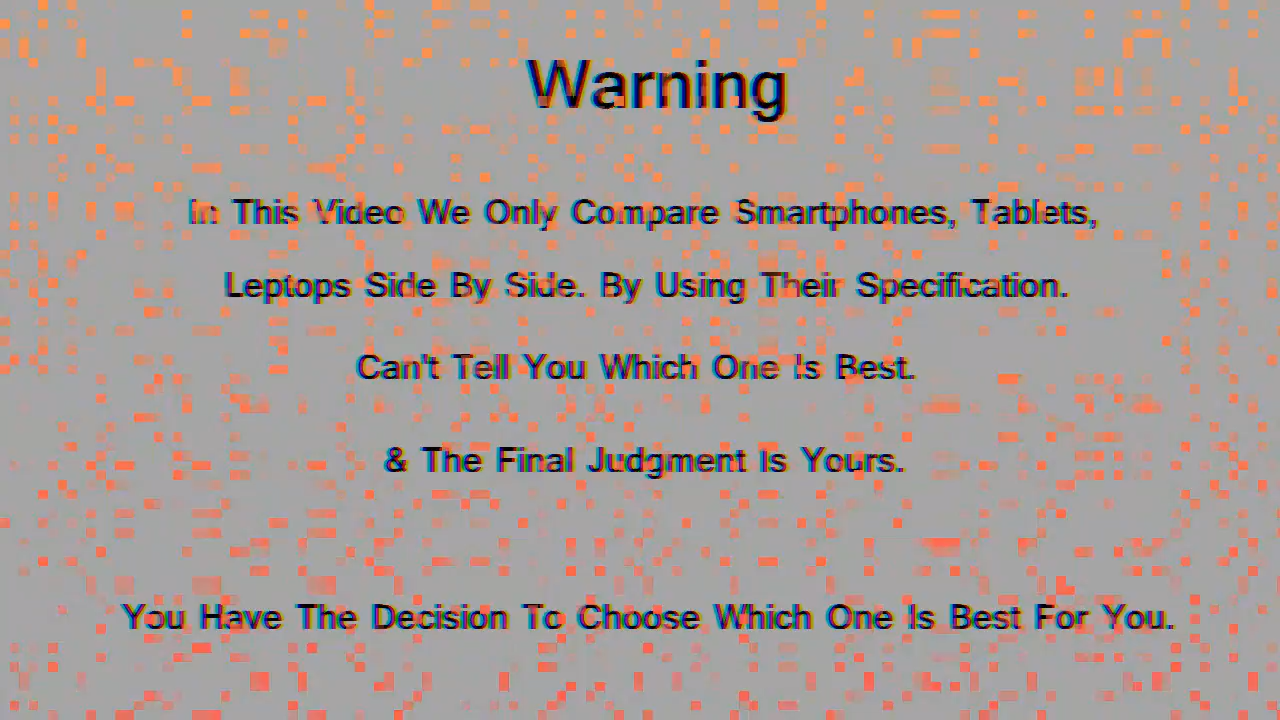 Warning
In This Video We Only Compare Smartphones, Tablets,
Leptops Side By Side. By Using Their Specification.
Can't Tell You Which One Is Best.
& The Final Judgment Is Yours.
You Have The Decision To Choose Which One Is Best For You.